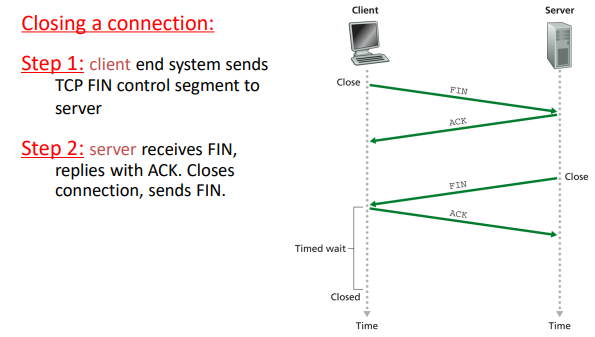 Closing a connection:
Step 1: client end system sends
TCP FIN control segment to
server
Step 2: server receives FIN,
replies with ACK. Closes
connection, sends FIN.
Client
Server
Close
FIN
ACK
Close
FIN
ACK
Timed wait
Closed
Time
Time